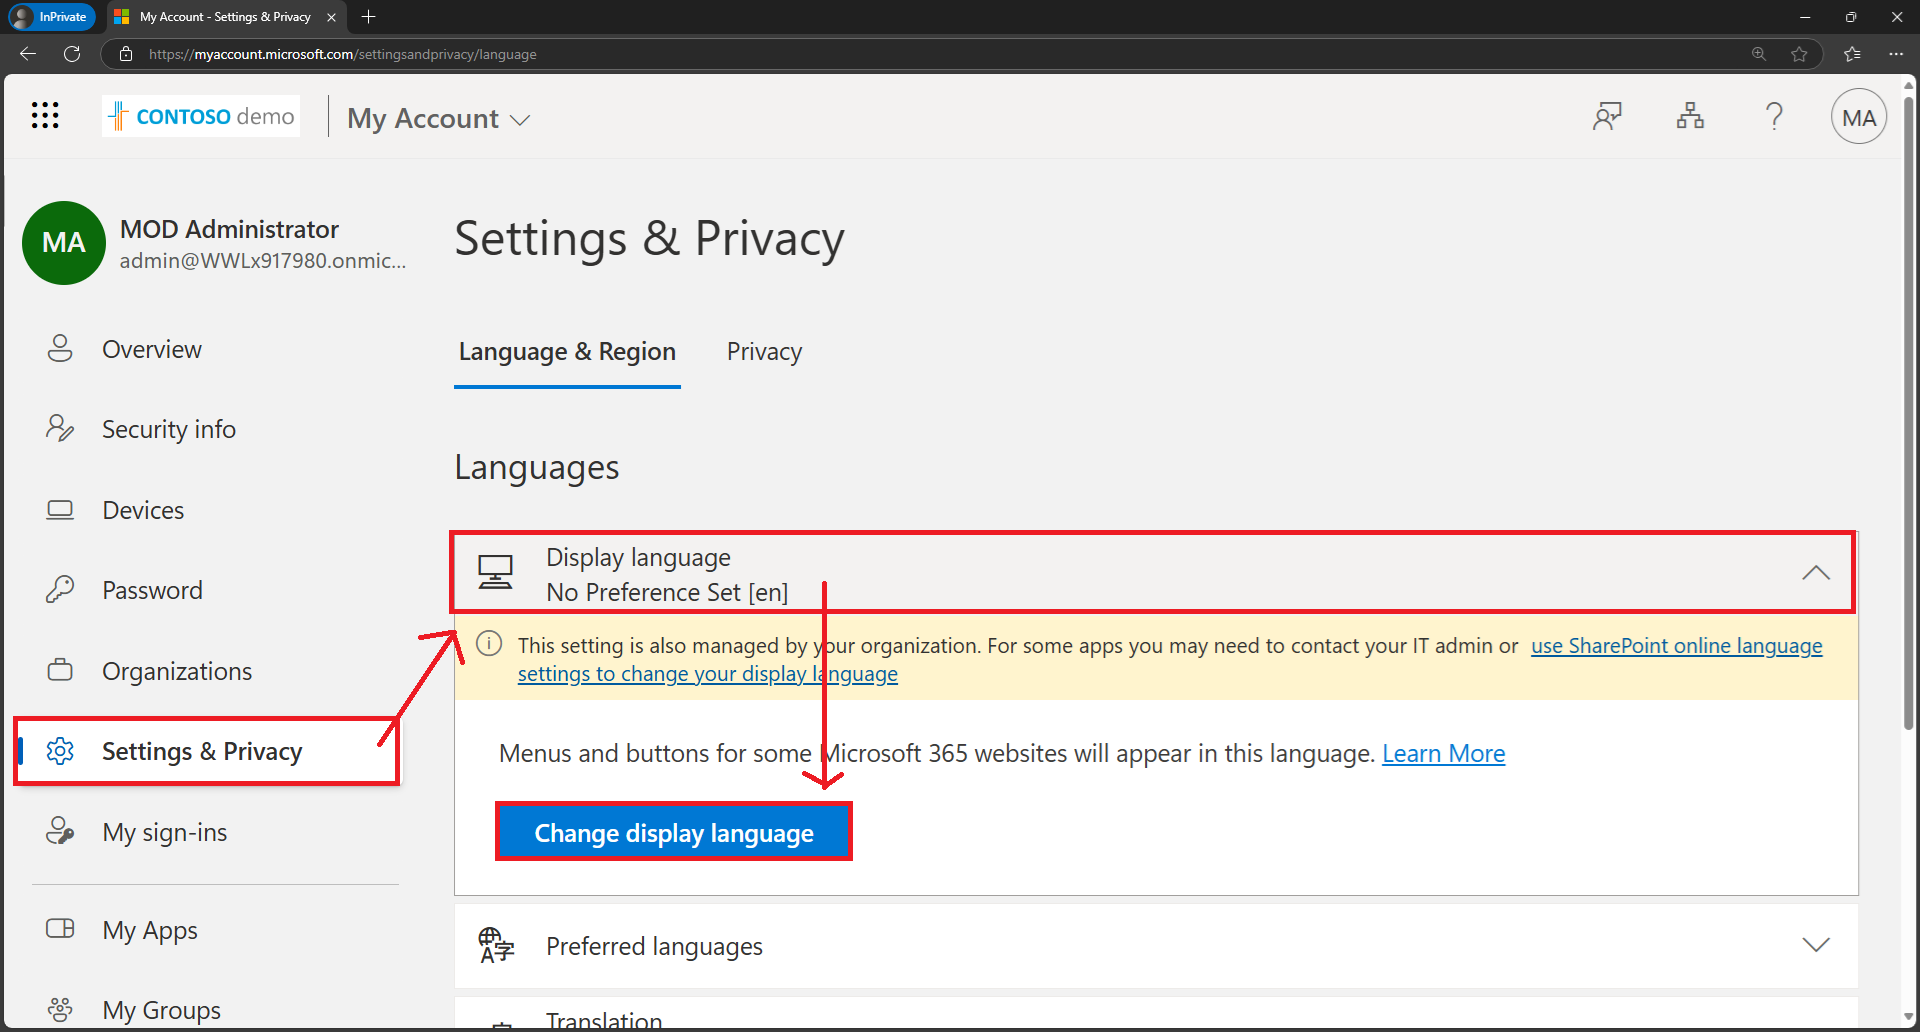 InPrivate
My Account - Settings & Privacy
https://myaccount.microsoft.com/settingsandprivacy/language
CONTOSO demo
My Account
MA
MA
MOD Administrator
admin@WWLx917980.onmic...
Overview
Security info
Devices
Password
Organizations
Settings & Privacy
My sign-ins
My Apps
My Groups
Settings & Privacy
Language & Region
Privacy
Languages
Display language
No Preference Set [en]
This setting is also managed by your organization. For some apps you may need to contact your IT admin or use SharePoint online language
settings to change your display language
Menus and buttons for some Microsoft 365 websites will appear in this language. Learn More
Change display language
Preferred languages
Translation